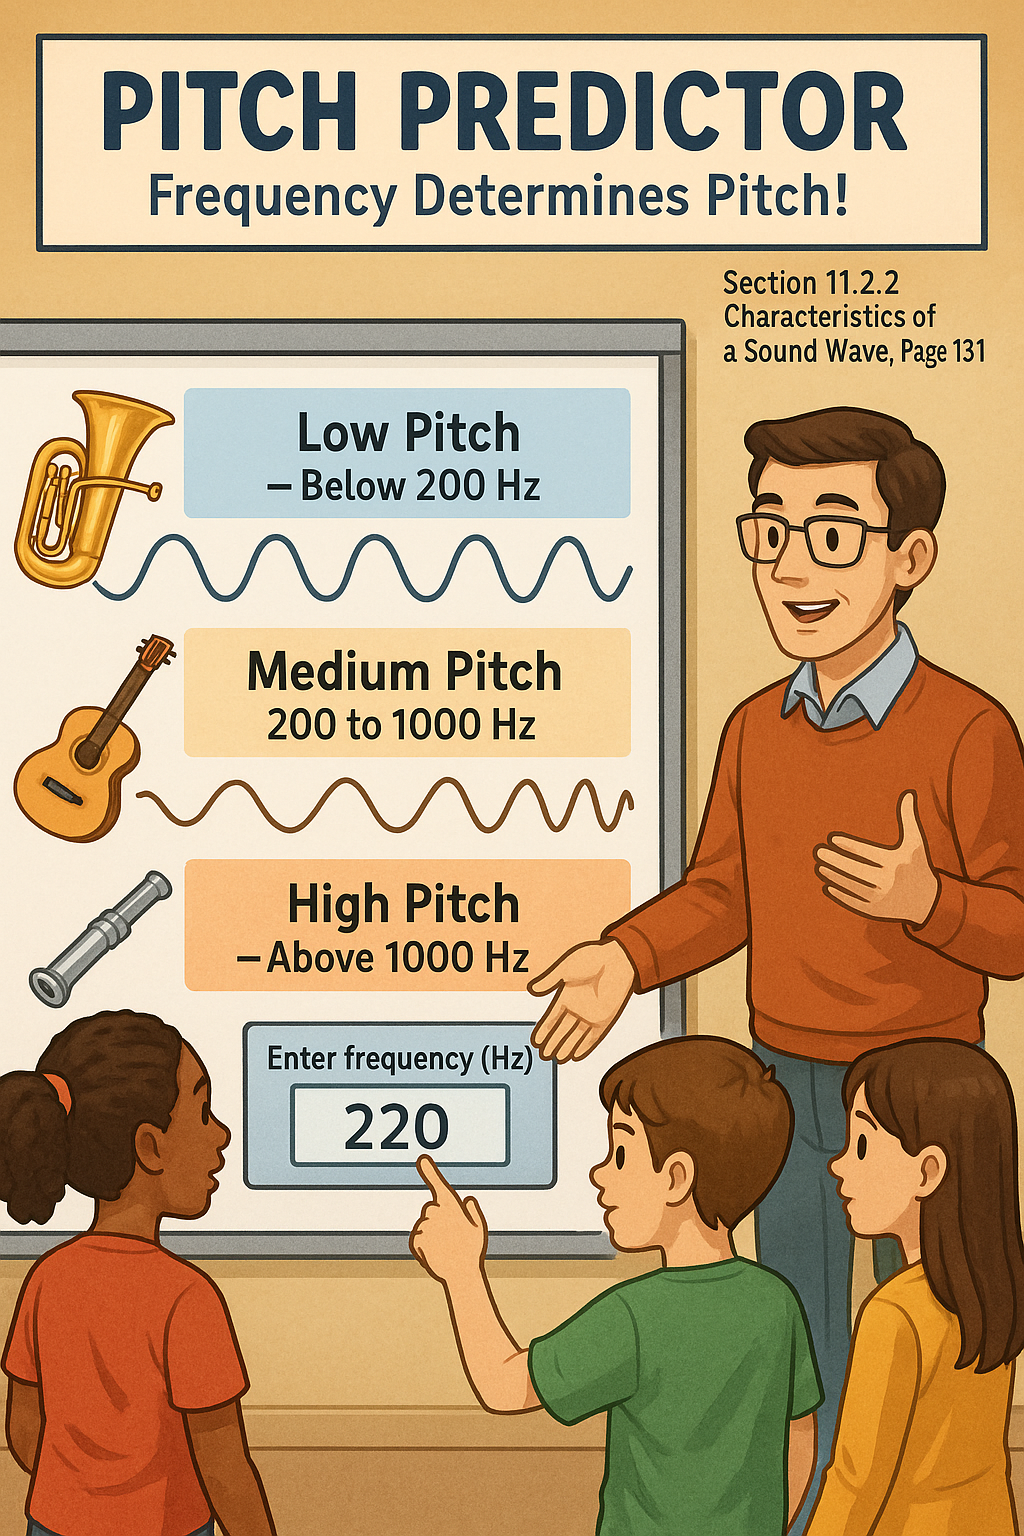 PITCH PREDICTOR
Frequency Determines Pitch!
Section 11.2.2
Characteristics of
a Sound Wave, Page 131
Low Pitch
– Below 200 Hz
Medium Pitch
200 to 1000 Hz
High Pitch
– Above 1000 Hz
Enter frequency (Hz)
220